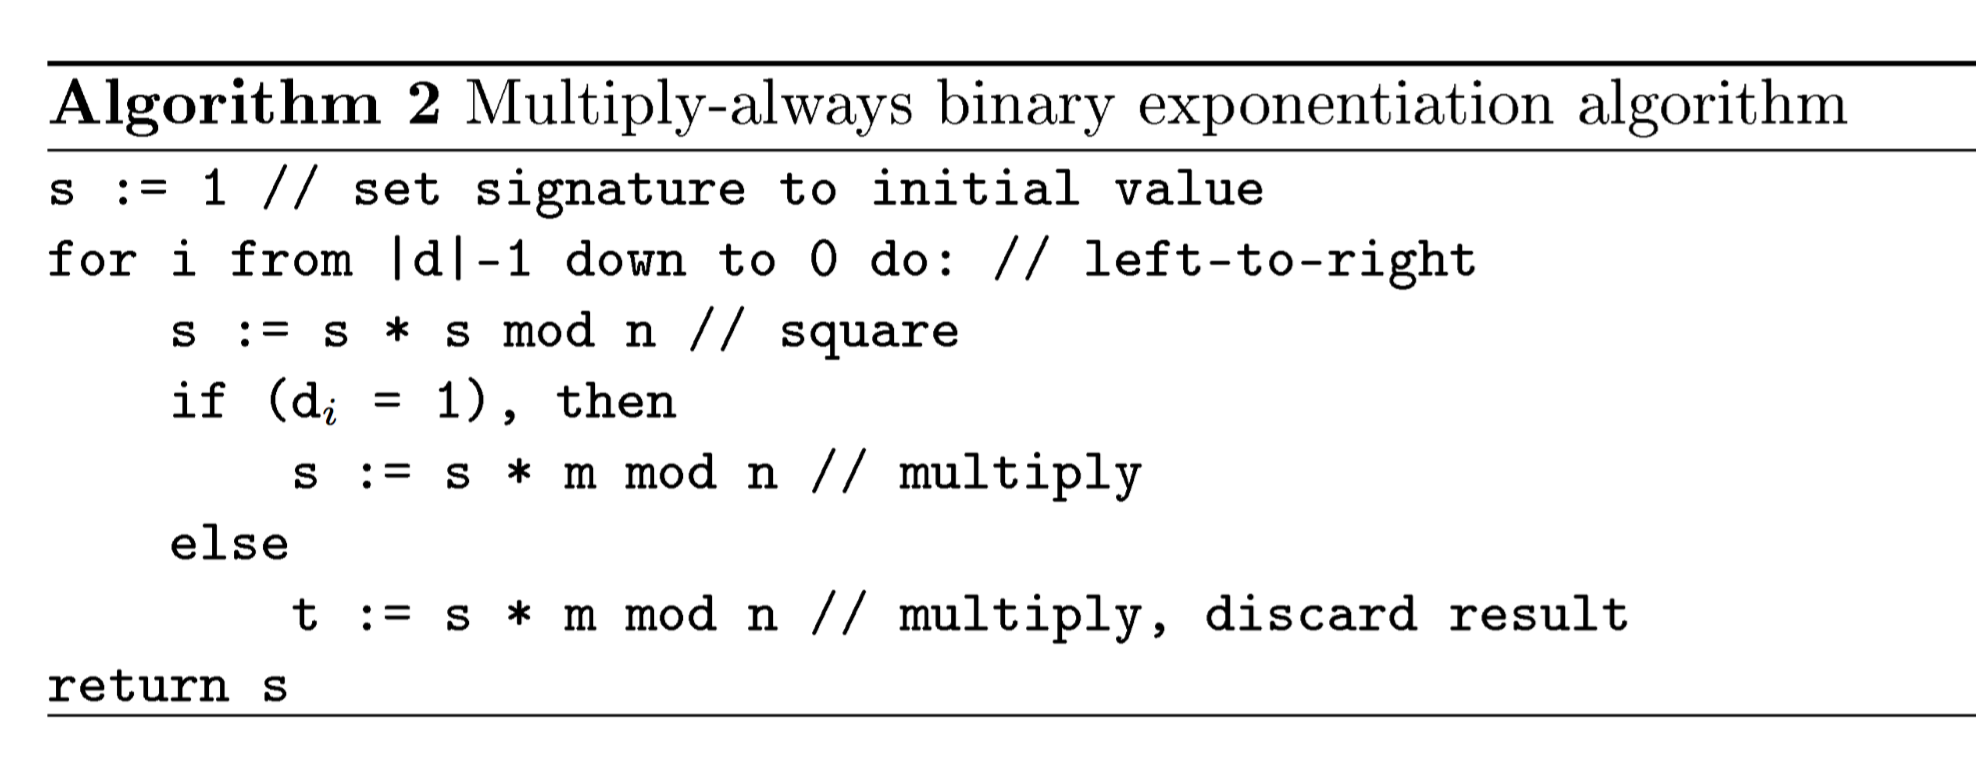 Algorithm 2 Multiply-always binary exponentiation algorithm
s := 1 // set signature to initial value
for i from |d|-1 down to 0 do: // left-to-right
s := s * s mod n // square
if (dᵢ = 1), then
s := s * m mod n // multiply
else
t := s * m mod n // multiply, discard result
return s